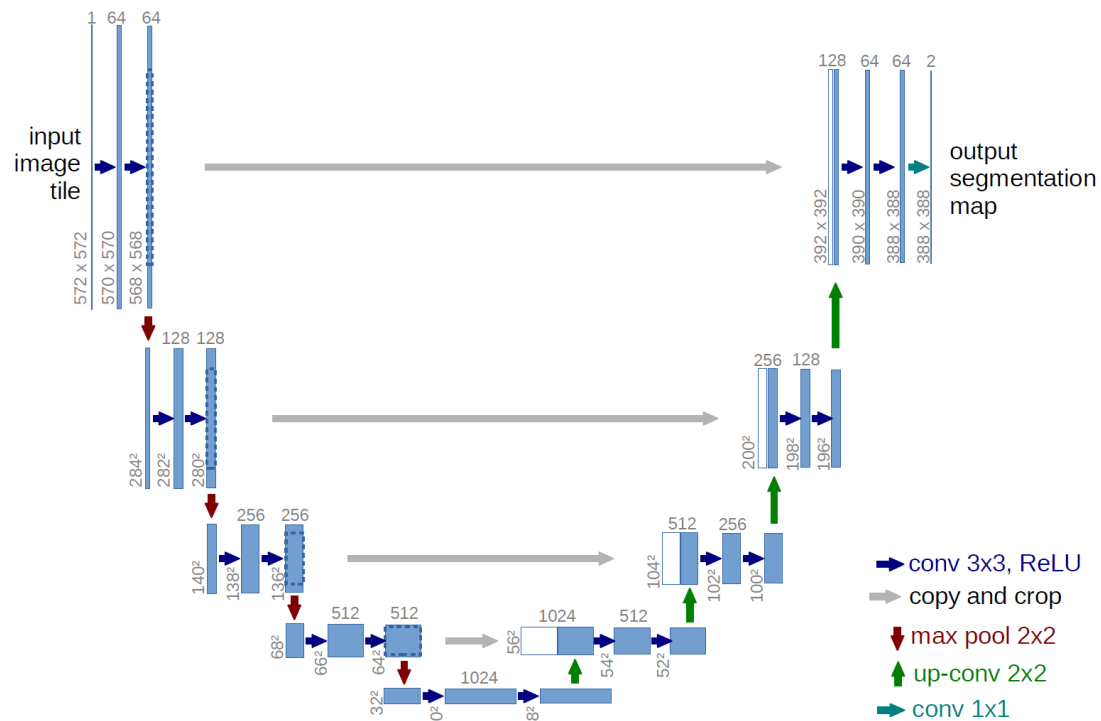 1 64 64
input
image
tile
572 x 572
570 x 570
568 x 568
128 64 64 2
output
segmentation
map
392 x 392
390 x 390
388 x 388
388 x 388
128 128
284²
282²
280²
256 128
200²
198²
196²
256 256
140²
138²
136²
512 256
104²
102²
100²
512 512
68²
66²
64²
1024 512
56²
54²
52²
1024
32²
0²
8²
conv 3x3, ReLU
copy and crop
max pool 2x2
up-conv 2x2
conv 1x1